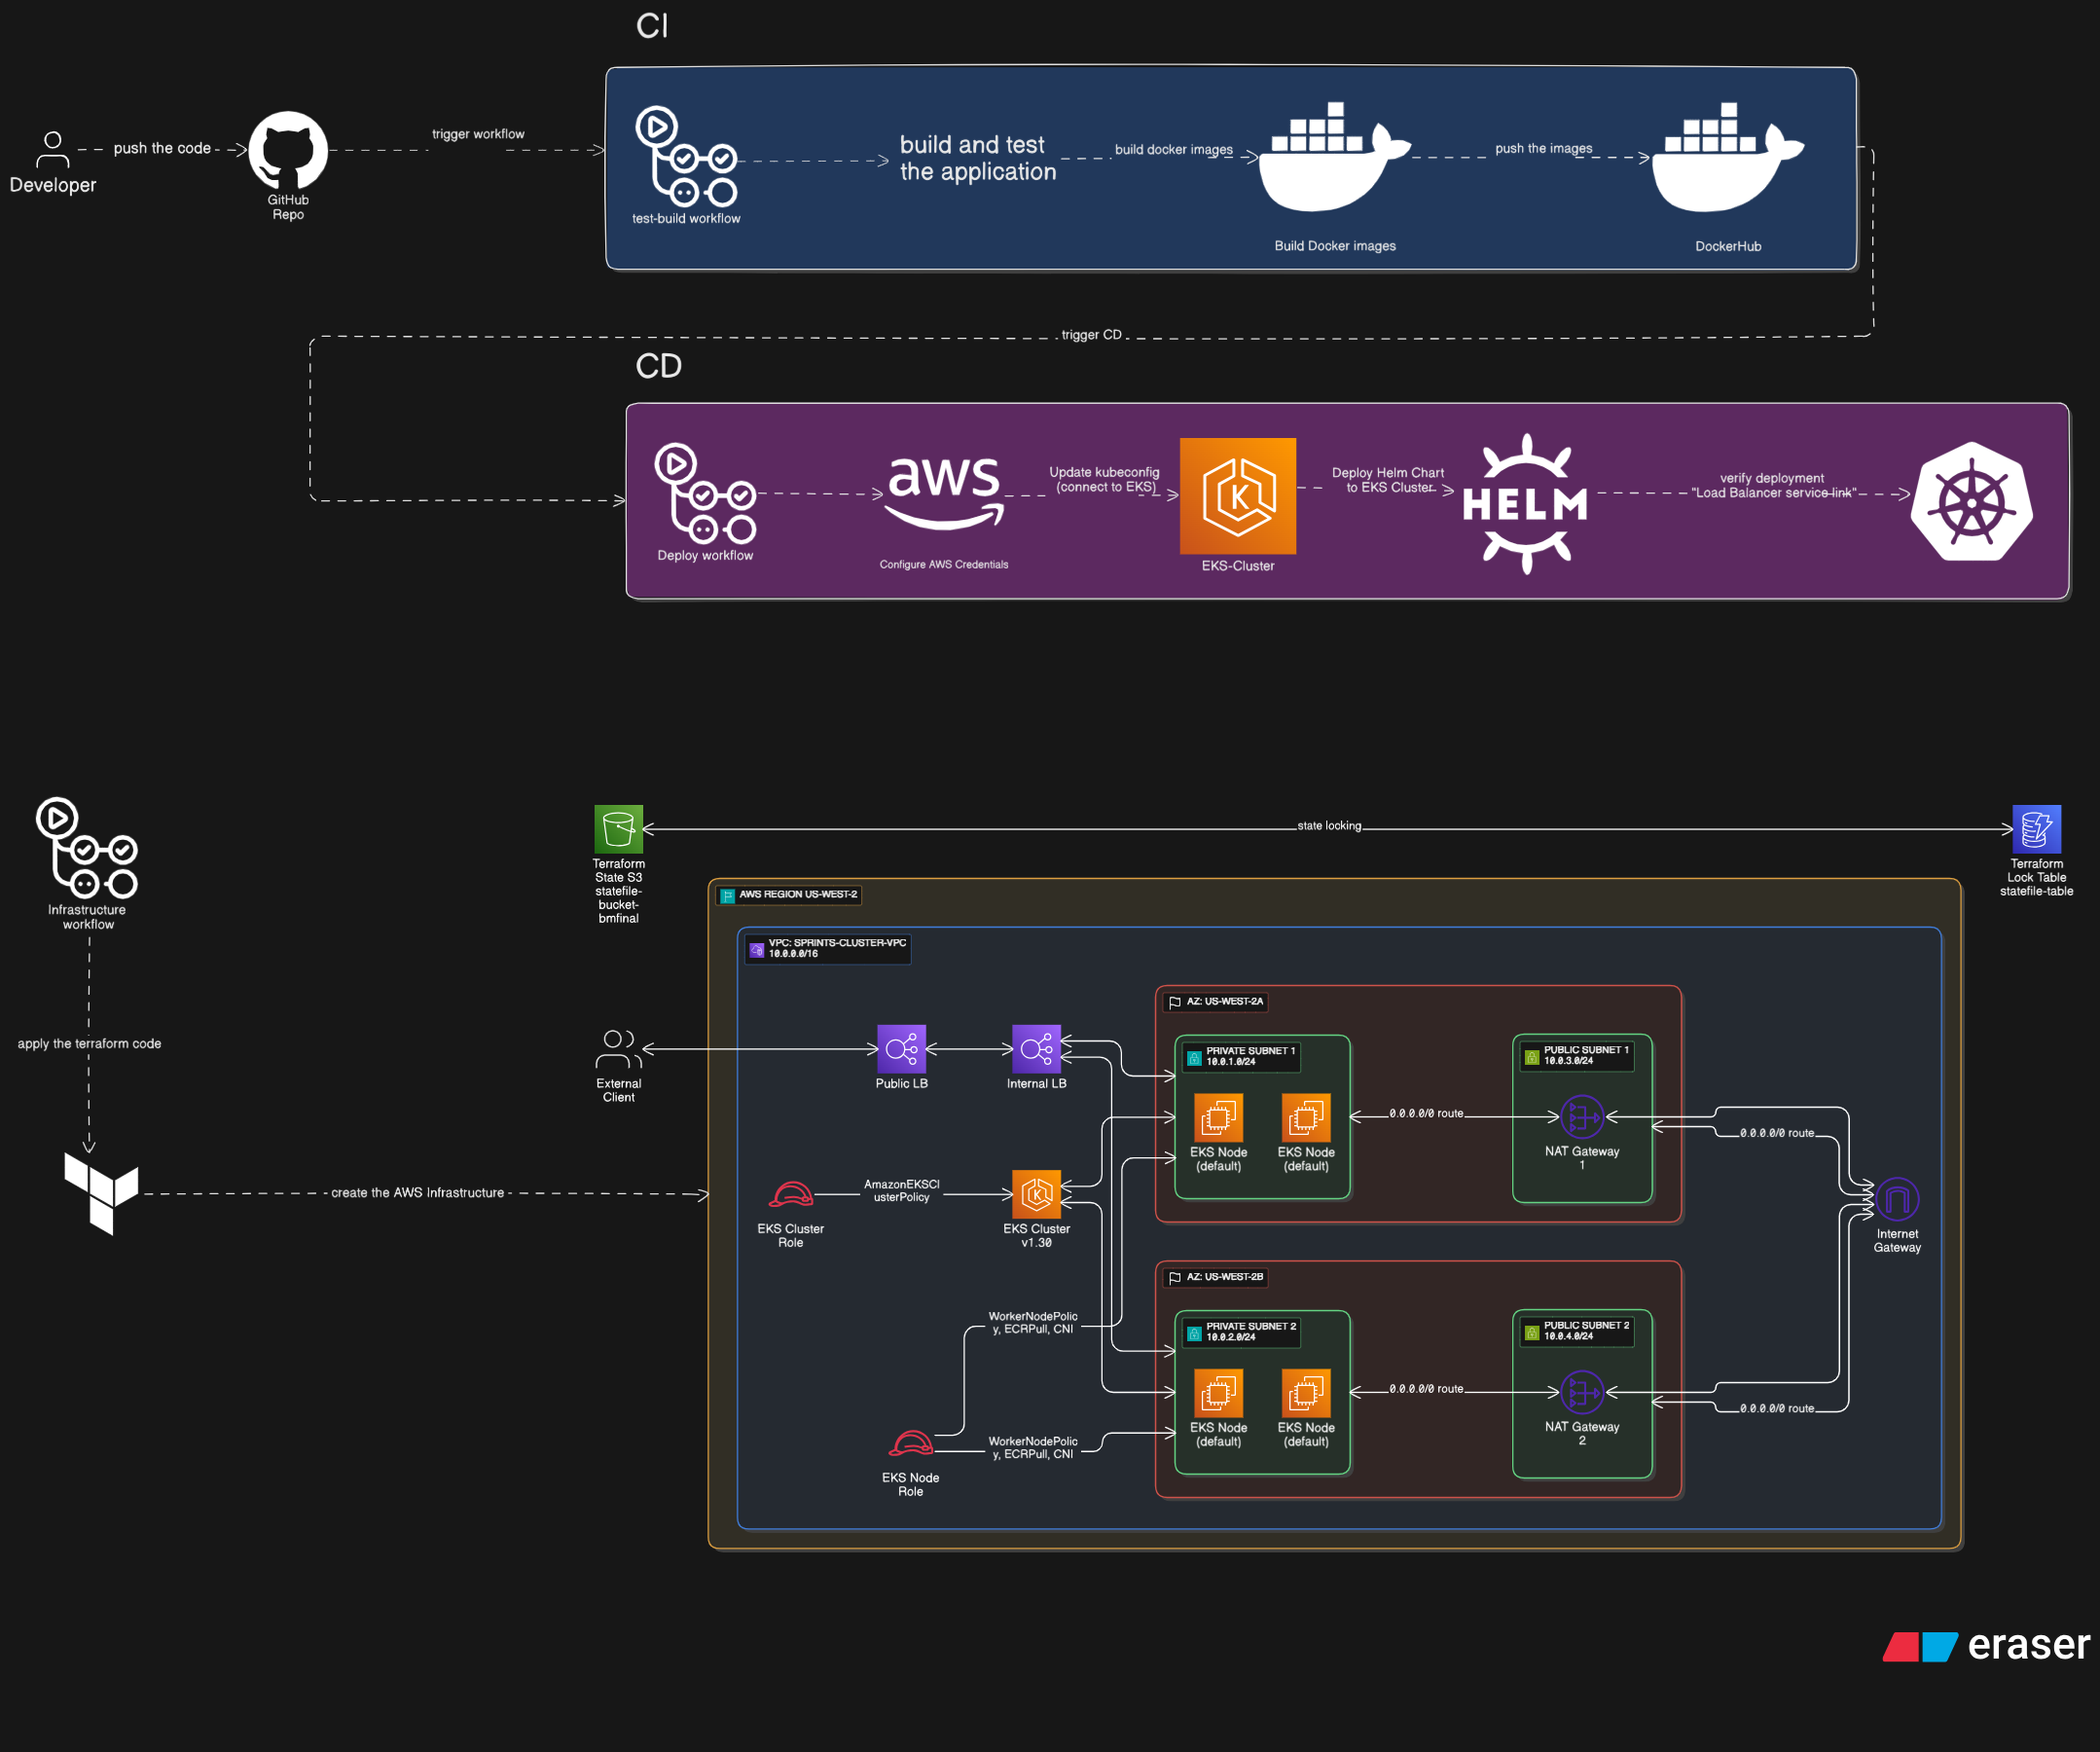 CI
Developer
push the code
GitHub
Repo
trigger workflow
test-build workflow
build and test
the application
build docker images
Build Docker images
push the images
DockerHub
trigger CD
CD
Deploy workflow
aws
Configure AWS Credentials
Update kubeconfig
(connect to EKS)
K
EKS-Cluster
Deploy Helm Chart
to EKS Cluster
HELM
verify deployment
"Load Balancer service link"
Infrastructure
workflow
apply the terraform code
create the AWS Infrastructure
Terraform
State S3
statefile-
bucket-
bmfinal
state locking
Terraform
Lock Table
statefile-table
AWS REGION US-WEST-2
VPC: SPRINTS-CLUSTER-VPC
10.0.0.0/16
External
Client
Public LB
Internal LB
EKS Cluster
Role
AmazonEKSCl
usterPolicy
K
EKS Cluster
v1.30
WorkerNodePolic
y, ECRPull, CNI
EKS Node
Role
WorkerNodePolic
y, ECRPull, CNI
AZ: US-WEST-2A
PRIVATE SUBNET 1
10.0.1.0/24
EKS Node
(default)
EKS Node
(default)
0.0.0.0/0 route
PUBLIC SUBNET 1
10.0.3.0/24
NAT Gateway
1
0.0.0.0/0 route
Internet
Gateway
AZ: US-WEST-2B
PRIVATE SUBNET 2
10.0.2.0/24
EKS Node
(default)
EKS Node
(default)
0.0.0.0/0 route
PUBLIC SUBNET 2
10.0.4.0/24
NAT Gateway
2
0.0.0.0/0 route
eraser